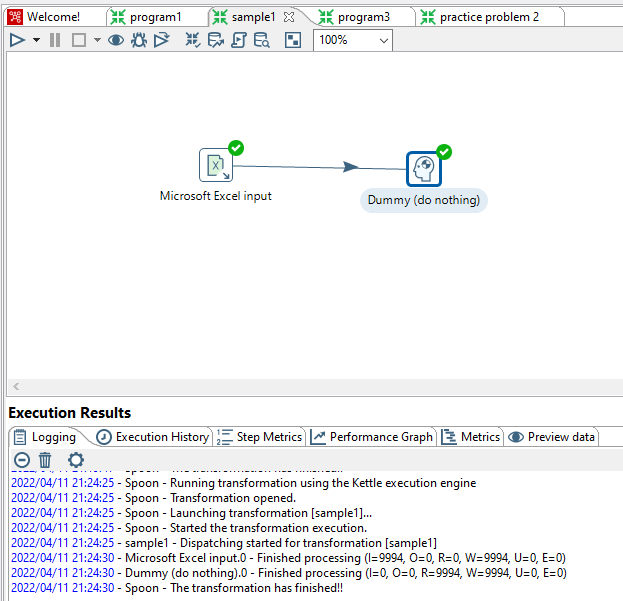 Welcome! program1 sample1 program3 practice problem 2
100%
Microsoft Excel input
Dummy (do nothing)
Execution Results
Logging Execution History Step Metrics Performance Graph Metrics Preview data
2022/04/11 21:24:25 - Spoon - Running transformation using the Kettle execution engine
2022/04/11 21:24:25 - Spoon - Transformation opened.
2022/04/11 21:24:25 - Spoon - Launching transformation [sample1]...
2022/04/11 21:24:25 - Spoon - Started the transformation execution.
2022/04/11 21:24:25 - sample1 - Dispatching started for transformation [sample1]
2022/04/11 21:24:30 - Microsoft Excel input.0 - Finished processing (I=9994, O=0, R=0, W=9994, U=0, E=0)
2022/04/11 21:24:30 - Dummy (do nothing).0 - Finished processing (I=0, O=0, R=9994, W=9994, U=0, E=0)
2022/04/11 21:24:30 - Spoon - The transformation has finished!!